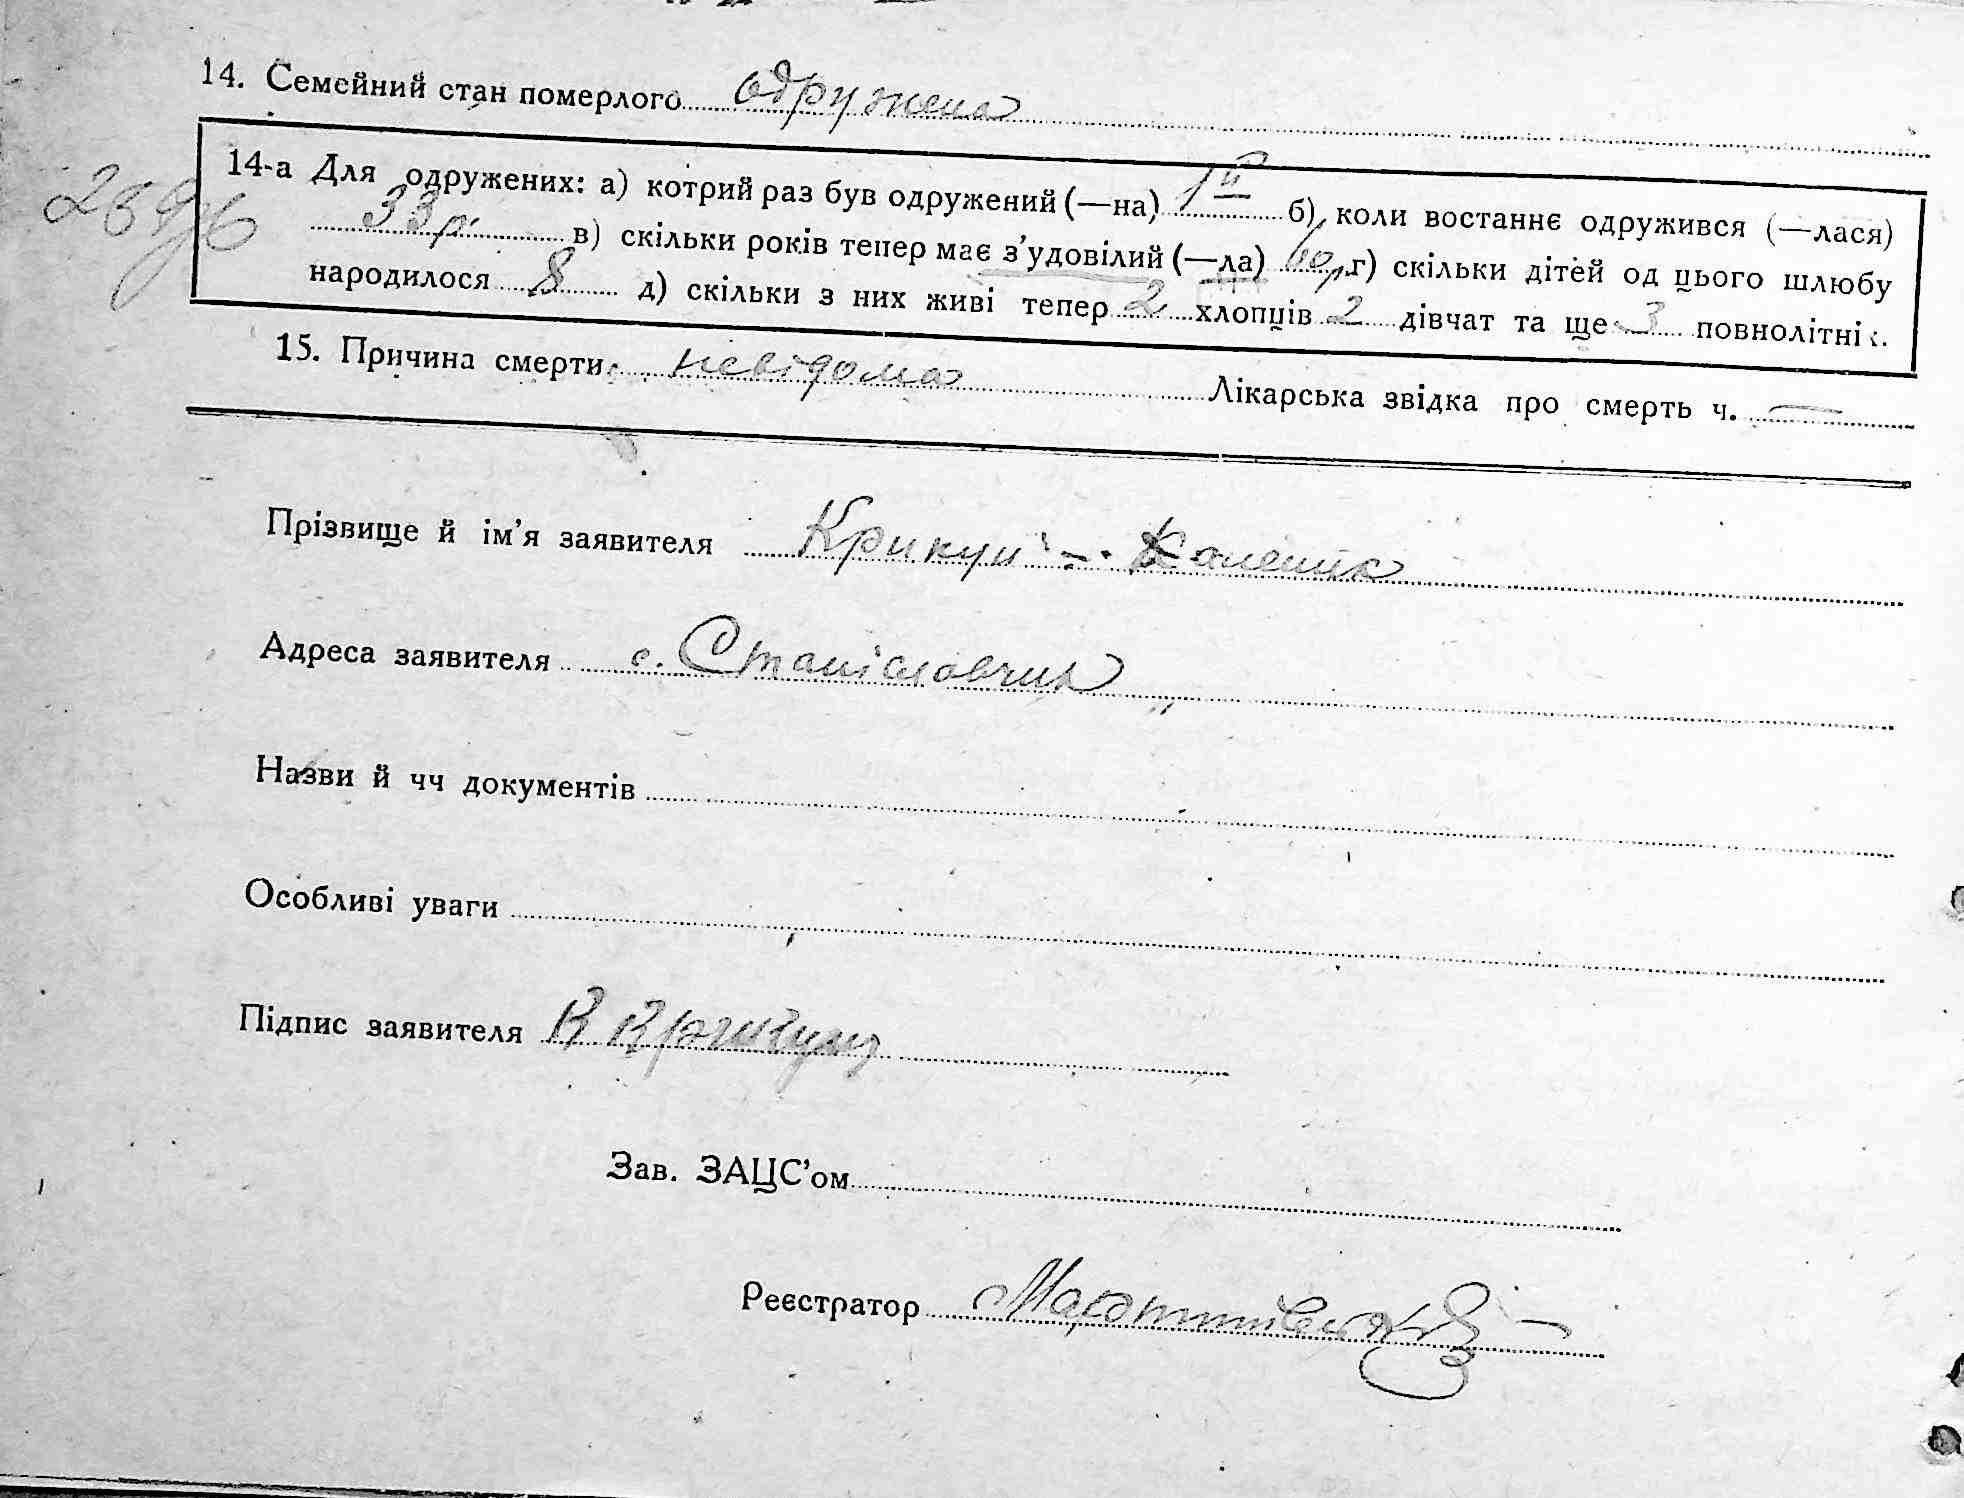 14. Семейний стан померлого одружена
14-а Для одружених: а) котрий раз був одружений (—на) 1й б) коли востаннє одружився (—лася)
33 р. в) скільки років тепер має з'удовілий (—ла) 60 р. г) скільки дітей од цього шлюбу
народилося 8 д) скільки з них живі тепер 2 хлопців 2 дівчат та ще 3 повнолітні
15. Причина смерти невідома Лікарська звідка про смерть ч. —
Прізвище й ім'я заявителя Крикун -
Адреса заявителя с. Станіславчик
Назви й чч документів
Особливі уваги
Підпис заявителя К Крикун
Зав. ЗАЦС'ом
Реєстратор